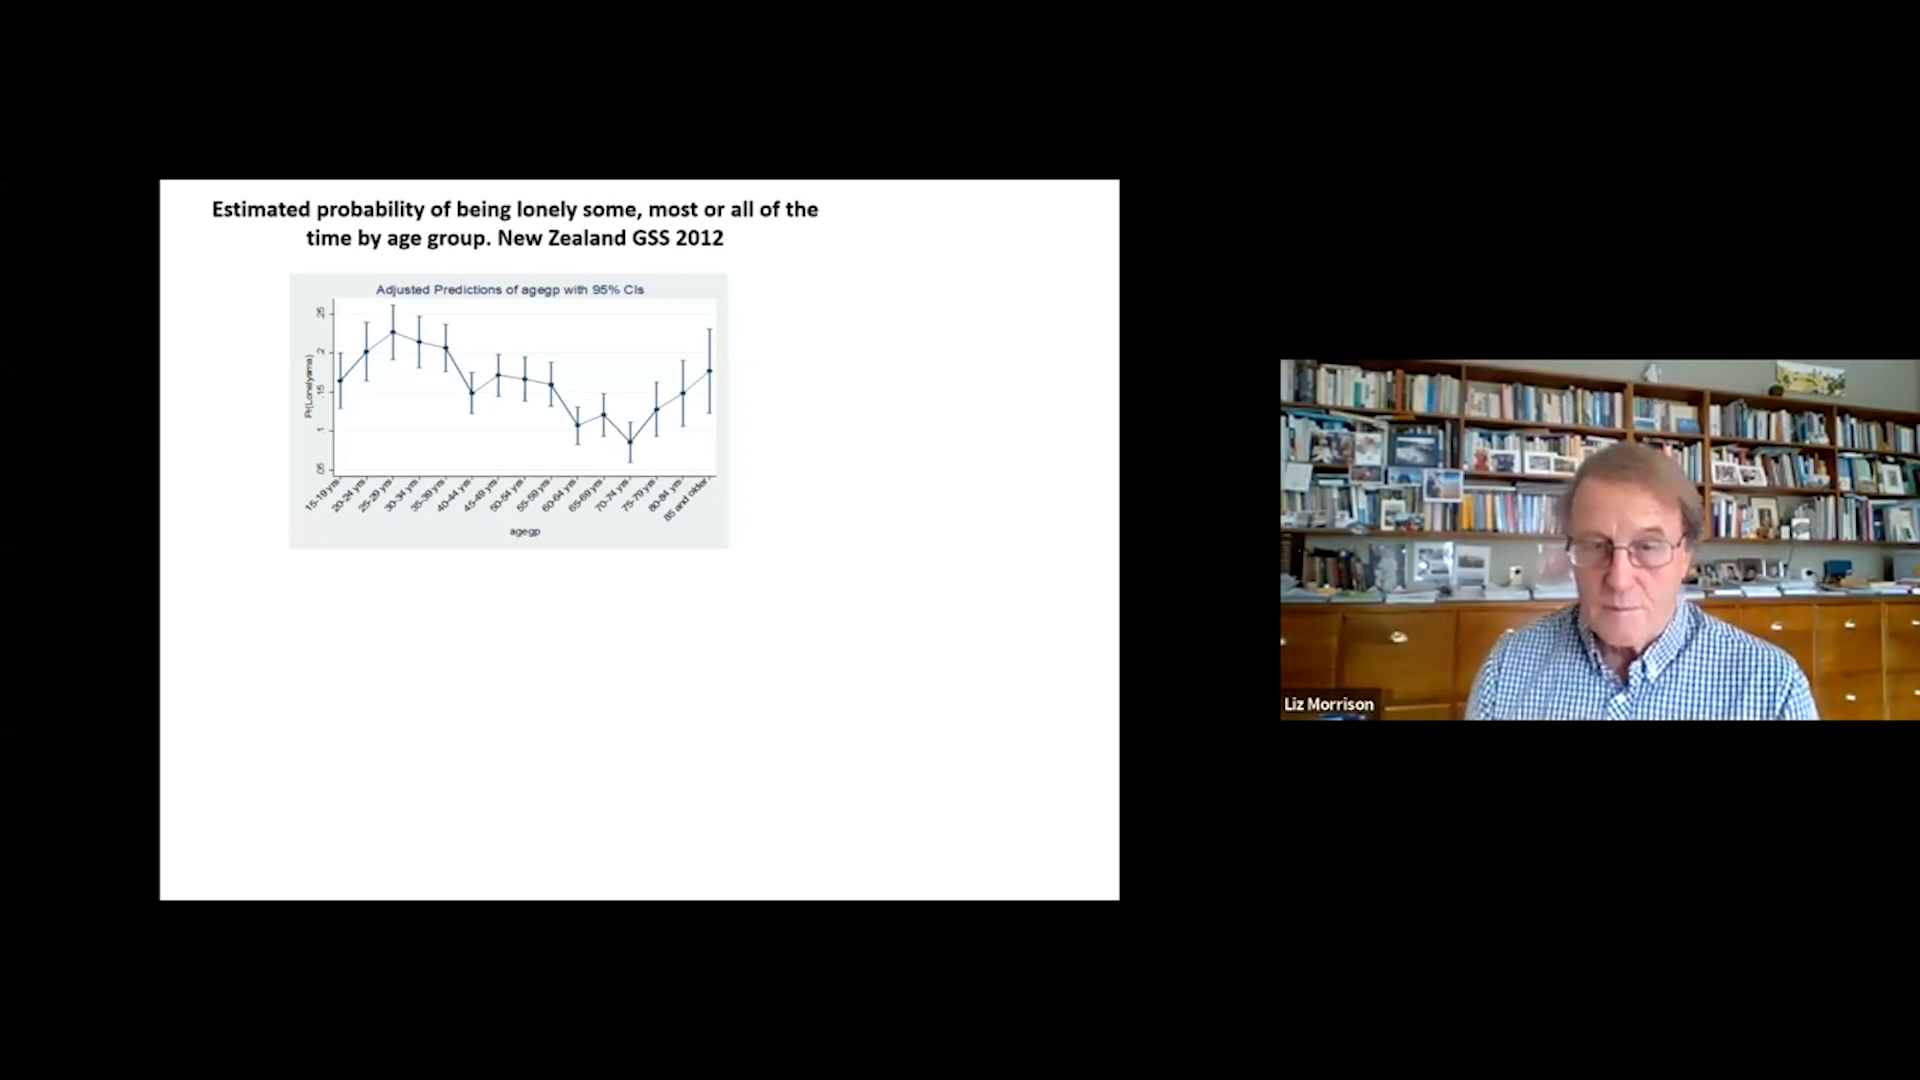 Estimated probability of being lonely some, most or all of the
time by age group. New Zealand GSS 2012
Adjusted Predictions of agegp with 95% CIs
.25
.2
.15
.1
.05
15-19 yrs
20-24 yrs
25-29 yrs
30-34 yrs
35-39 yrs
40-44 yrs
45-49 yrs
50-54 yrs
55-59 yrs
60-64 yrs
65-69 yrs
70-74 yrs
75-79 yrs
80-84 yrs
85 and older
agegp
Liz Morrison